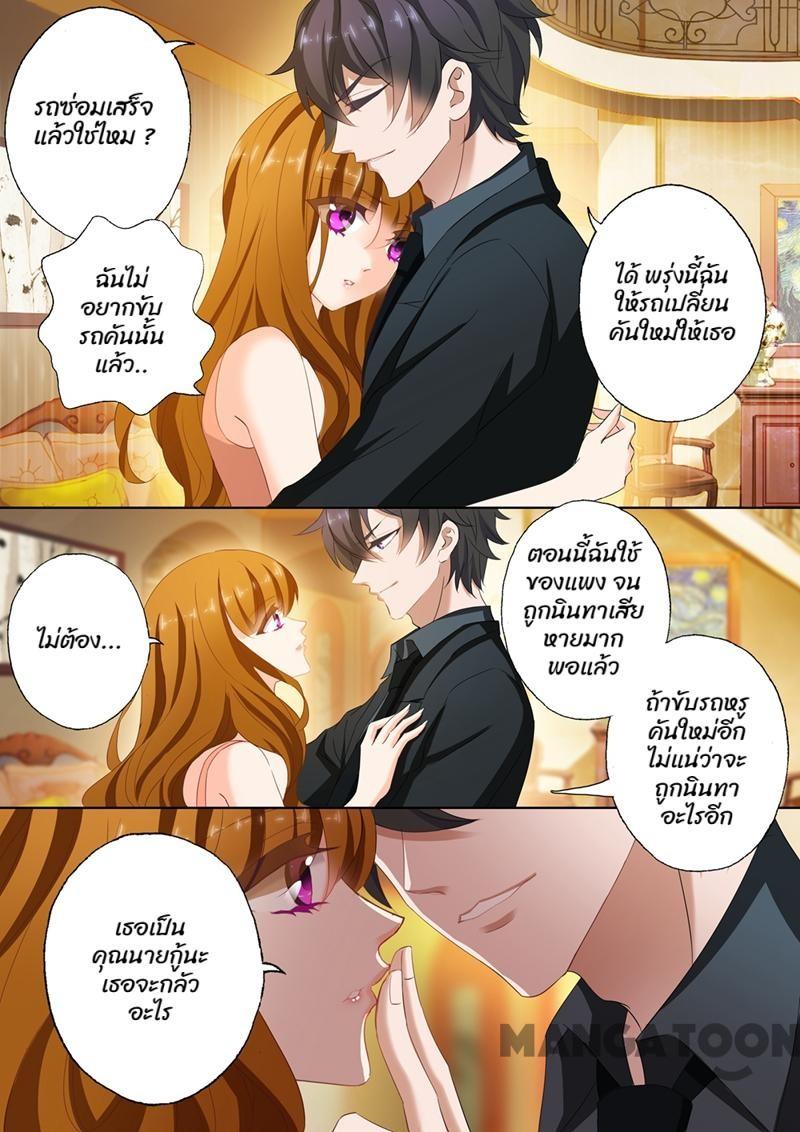 รถซ่อมเสร็จ
แล้วใช่ไหม ?
ฉันไม่
อยากขับ
รถคันนั้น
แล้ว..
ได้ พรุ่งนี้ฉัน
ให้รถเปลี่ยน
คันใหม่ให้เธอ
ไม่ต้อง...
ตอนนี้ฉันใช้
ของแพง จน
ถูกนินทาเสีย
หายมาก
พอแล้ว
ถ้าขับรถหรู
คันใหม่อีก
ไม่แน่ว่าจะ
ถูกนินทา
อะไรอีก
เธอเป็น
คุณนายกู้นะ
เธอจะกลัว
อะไร
MANGATOON